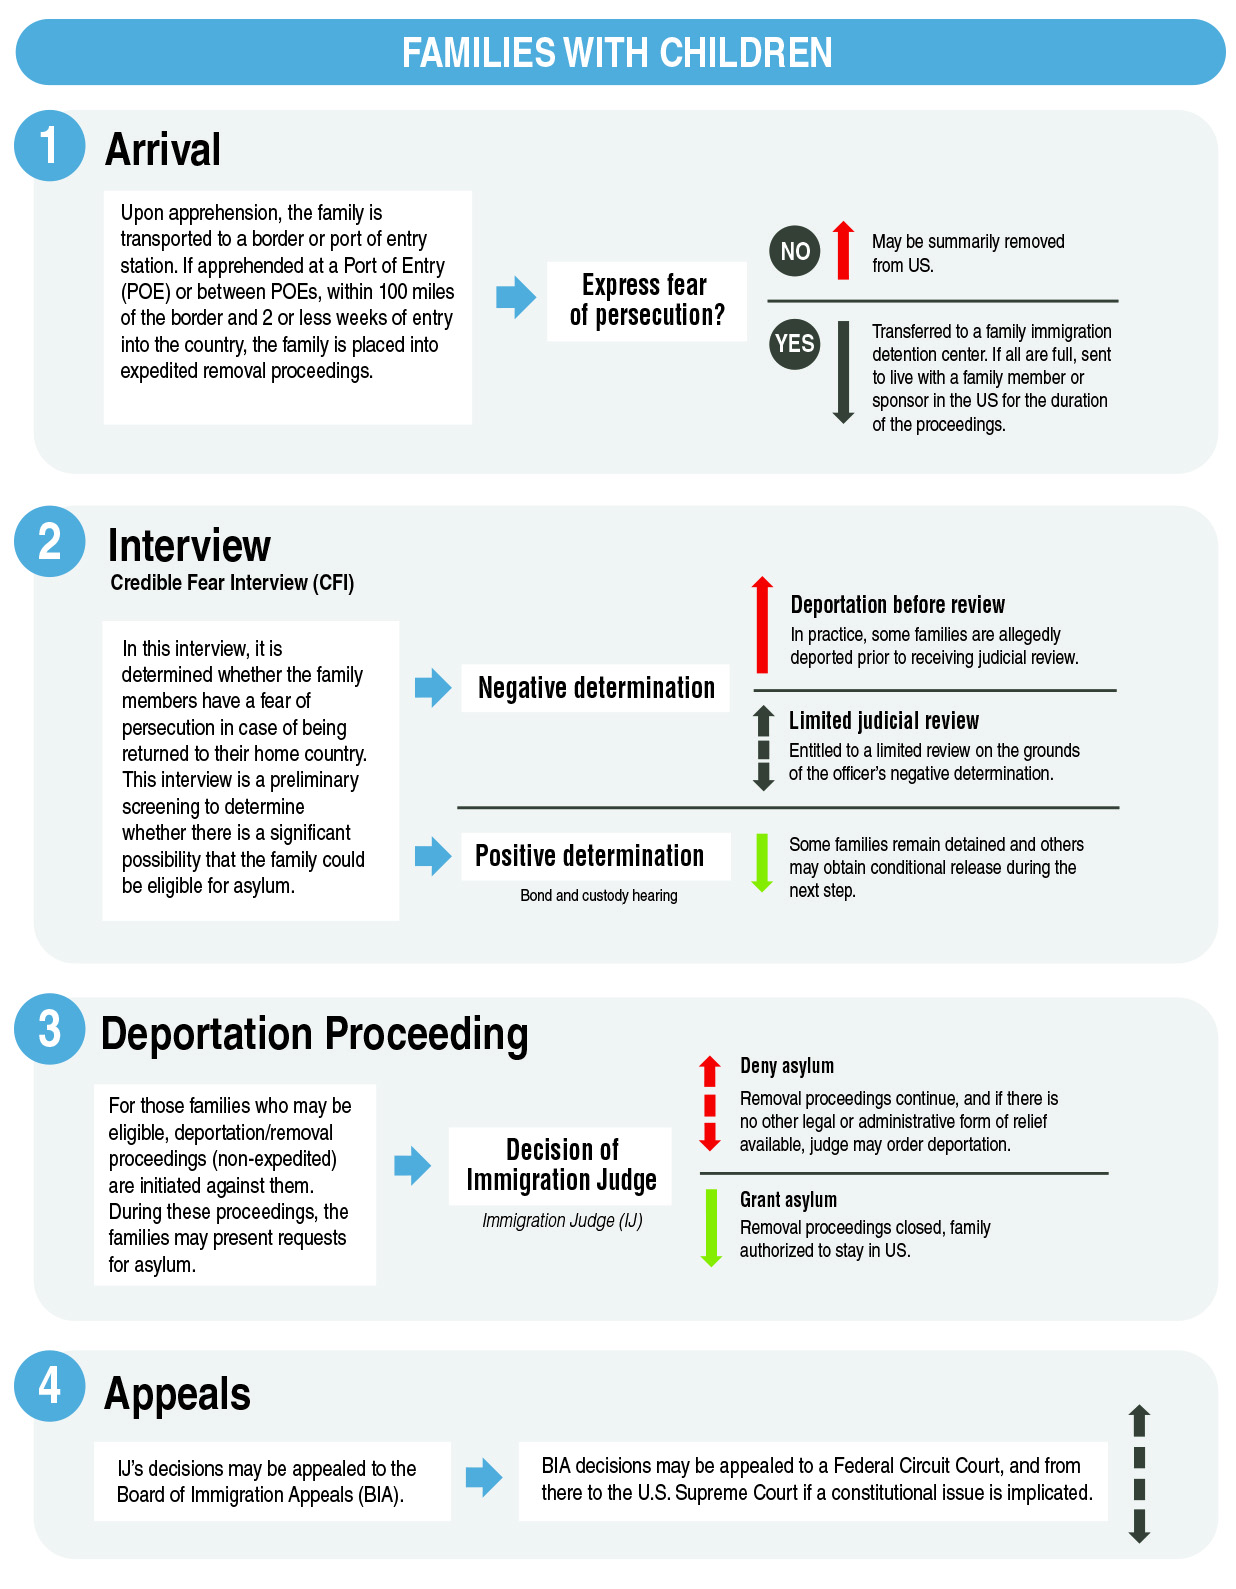 FAMILIES WITH CHILDREN
1
Arrival
Upon apprehension, the family is
transported to a border or port of entry
station. If apprehended at a Port of Entry
(POE) or between POEs, within 100 miles
of the border and 2 or less weeks of entry
into the country, the family is placed into
expedited removal proceedings.
Express fear
of persecution?
NO
May be summarily removed
from US.
YES
Transferred to a family immigration
detention center. If all are full, sent
to live with a family member or
sponsor in the US for the duration
of the proceedings.
2
Interview
Credible Fear Interview (CFI)
In this interview, it is
determined whether the family
members have a fear of
persecution in case of being
returned to their home country.
This interview is a preliminary
screening to determine
whether there is a significant
possibility that the family could
be eligible for asylum.
Negative determination
Deportation before review
In practice, some families are allegedly
deported prior to receiving judicial review.
Limited judicial review
Entitled to a limited review on the grounds
of the officer's negative determination.
Positive determination
Bond and custody hearing
Some families remain detained and others
may obtain conditional release during the
next step.
3
Deportation Proceeding
For those families who may be
eligible, deportation/removal
proceedings (non-expedited)
are initiated against them.
During these proceedings, the
families may present requests
for asylum.
Decision of
Immigration Judge
Immigration Judge (IJ)
Deny asylum
Removal proceedings continue, and if there is
no other legal or administrative form of relief
available, judge may order deportation.
Grant asylum
Removal proceedings closed, family
authorized to stay in US.
4
Appeals
IJ's decisions may be appealed to the
Board of Immigration Appeals (BIA).
BIA decisions may be appealed to a Federal Circuit Court, and from
there to the U.S. Supreme Court if a constitutional issue is implicated.